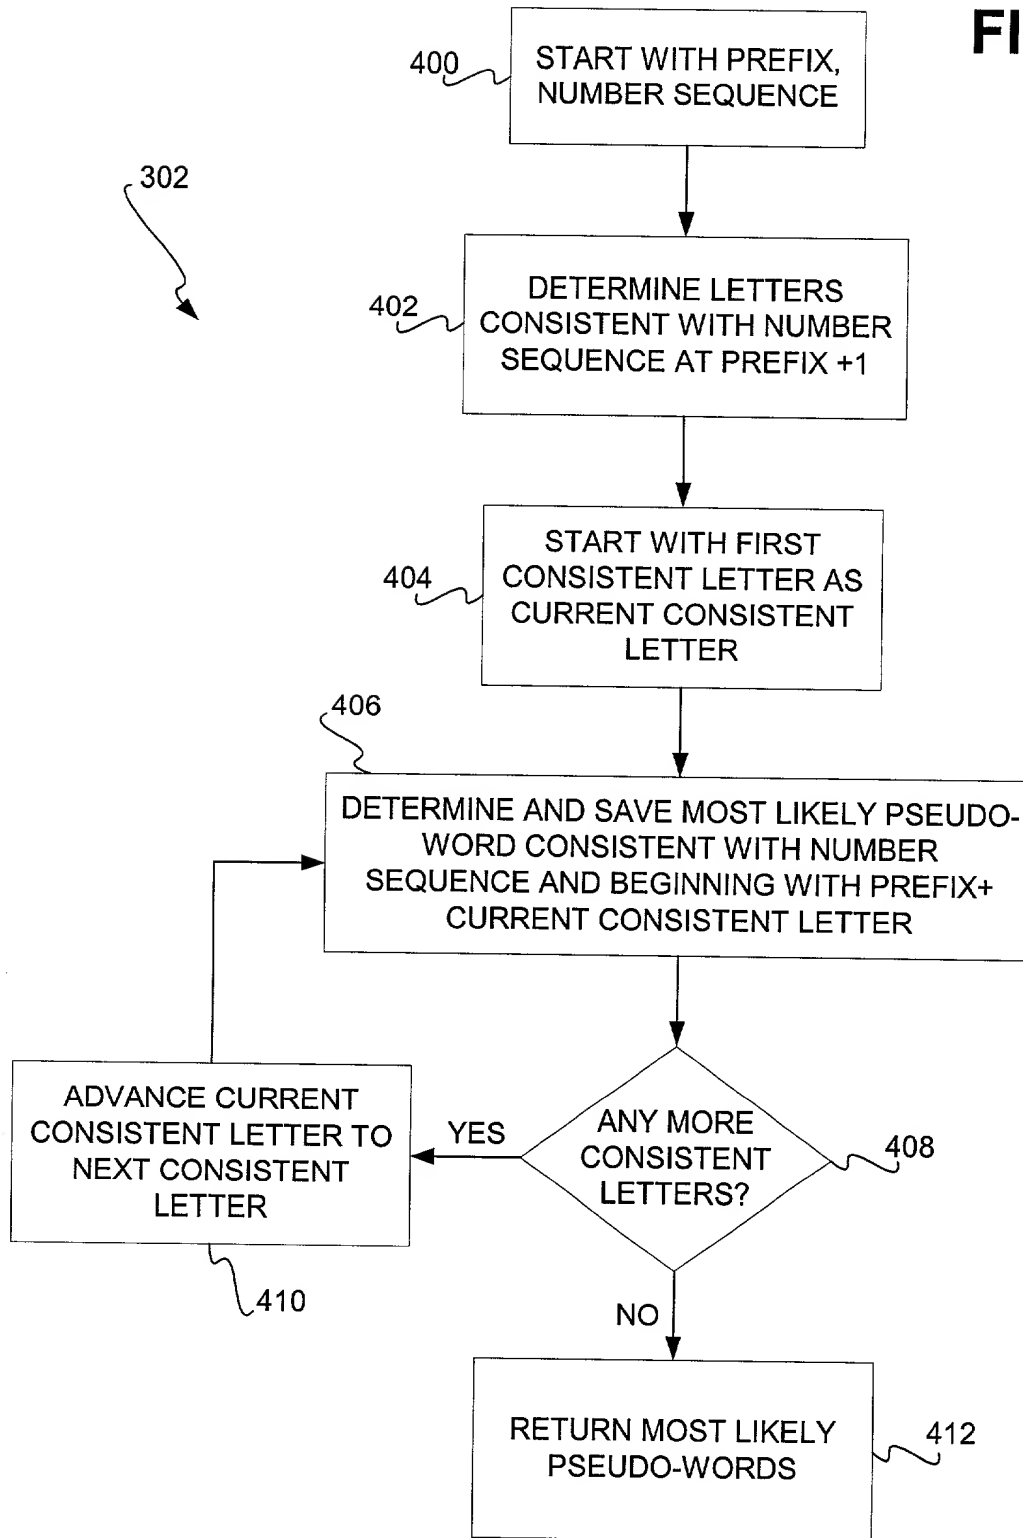 FI
400
START WITH PREFIX,
NUMBER SEQUENCE
302
402
DETERMINE LETTERS
CONSISTENT WITH NUMBER
SEQUENCE AT PREFIX +1
404
START WITH FIRST
CONSISTENT LETTER AS
CURRENT CONSISTENT
LETTER
406
DETERMINE AND SAVE MOST LIKELY PSEUDO-
WORD CONSISTENT WITH NUMBER
SEQUENCE AND BEGINNING WITH PREFIX+
CURRENT CONSISTENT LETTER
ADVANCE CURRENT
CONSISTENT LETTER TO
NEXT CONSISTENT
LETTER
YES
ANY MORE
CONSISTENT
LETTERS?
408
410
NO
RETURN MOST LIKELY
PSEUDO-WORDS
412